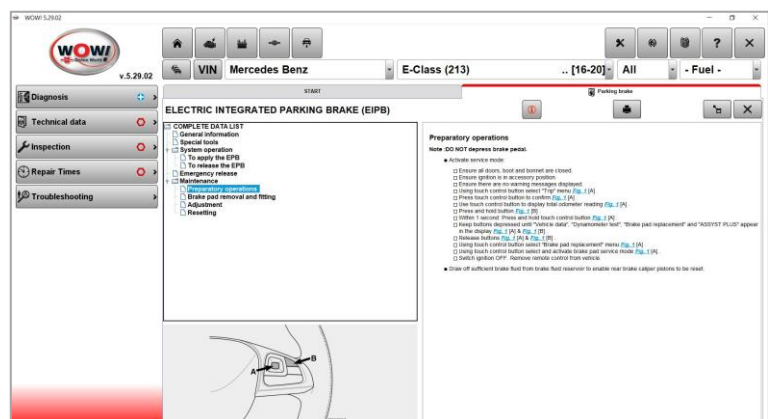 WOW! 5.29.02
WOW!
v.5.29.02
VIN
Mercedes Benz
E-Class (213)
.. [16-20]
All
- Fuel -
Diagnosis
Technical data
Inspection
Repair Times
Troubleshooting
START
Parking brake
ELECTRIC INTEGRATED PARKING BRAKE (EIPB)
COMPLETE DATA LIST
General information
Special tools
System operation
To apply the EPB
To release the EPB
Emergency release
Maintenance
Preparatory operations
Brake pad removal and fitting
Adjustment
Resetting
A
B
Preparatory operations
Note :DO NOT depress brake pedal.
Activate service mode:
Ensure all doors, boot and bonnet are closed.
Ensure ignition is in accessory position.
Ensure there are no warning messages displayed.
Using touch control button select "Trip" menu Fig. 1 [A]
Press touch control button to confirm Fig. 1 [A]
Use touch control button to display total odometer reading Fig. 1 [A]
Press and hold button Fig. 1 [B]
Within 1 second: Press and hold touch control button Fig. 1 [A]
Keep buttons depressed until "Vehicle data", "Dynamometer test", "Brake pad replacement" and "ASSYST PLUS" appear
in the display Fig. 1 [A] & Fig. 1 [B]
Release buttons Fig. 1 [A] & Fig. 1 [B]
Using touch control button select "Brake pad replacement" menu Fig. 1 [A]
Using touch control button select and activate brake pad service mode Fig. 1 [A]
Switch ignition OFF. Remove remote control from vehicle.
Draw off sufficient brake fluid from brake fluid reservoir to enable rear brake caliper pistons to be reset.